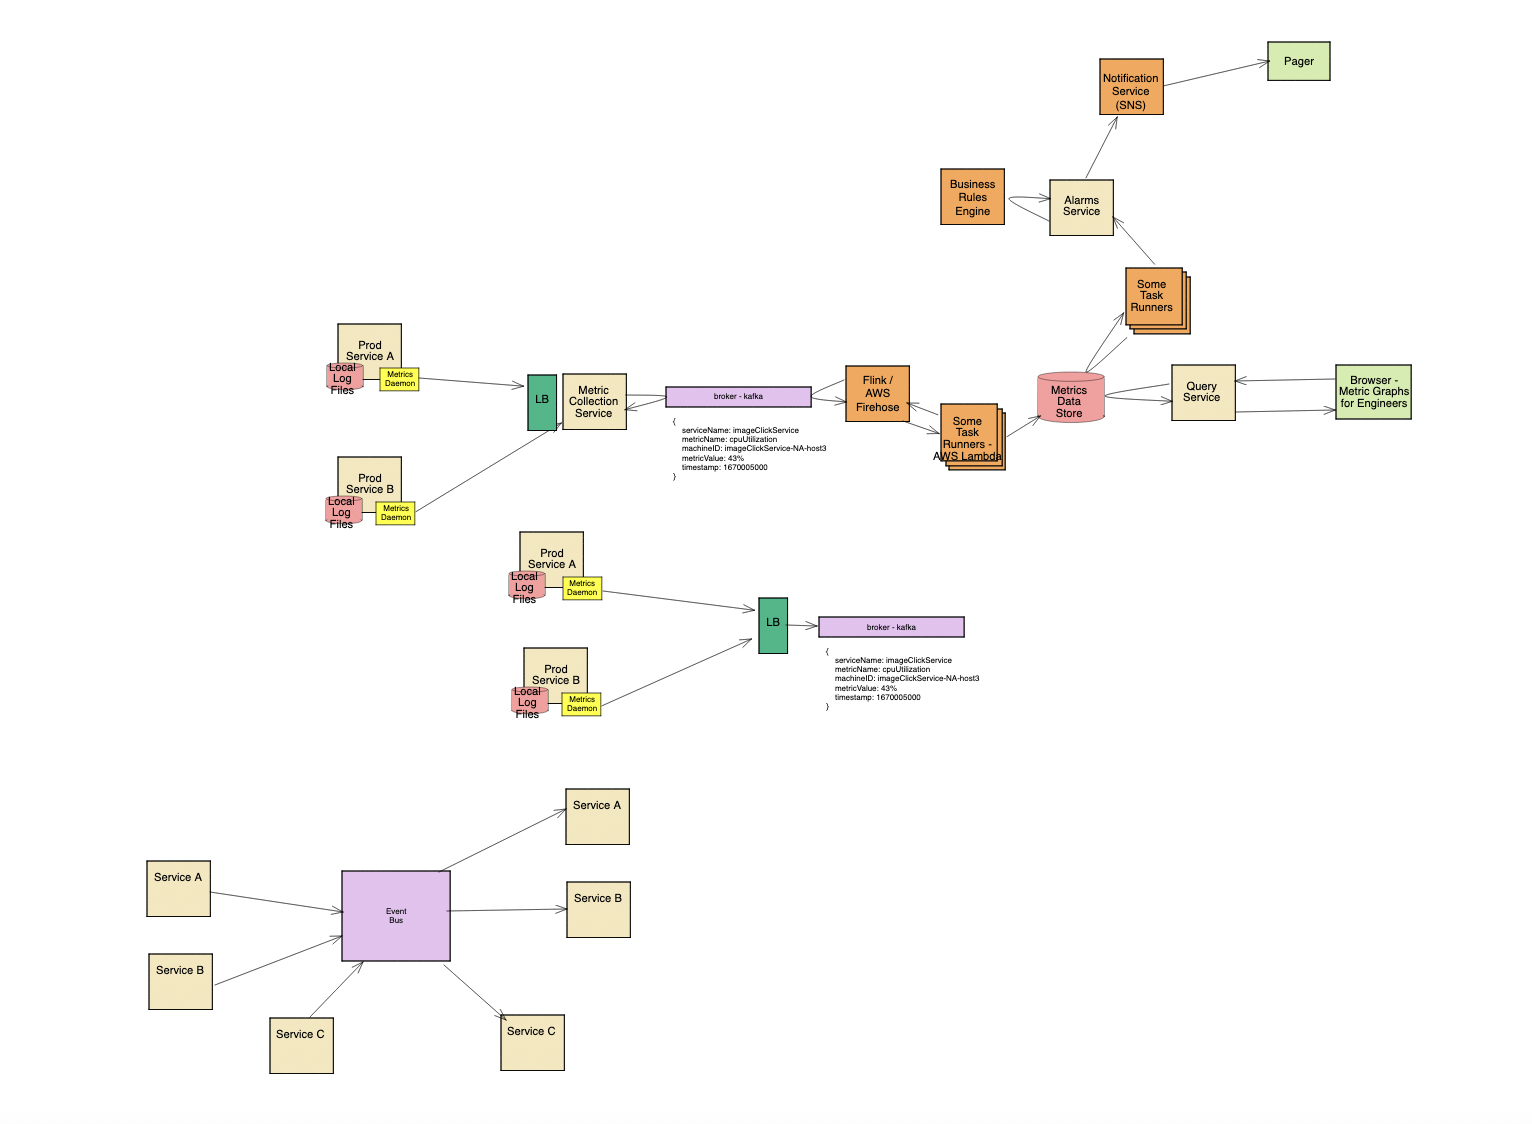 Pager
Notification
Service
(SNS)
Business
Rules
Engine
Alarms
Service
Some
Task
Runners
Prod
Service A
Local
Log
Files
Metrics
Daemon
LB
Metric
Collection
Service
broker - kafka
{
serviceName: imageClickService
metricName: cpuUtilization
machineID: imageClickService-NA-host3
metricValue: 43%
timestamp: 1670005000
}
Flink /
AWS
Firehose
Some
Task
Runners -
AWS Lambda
Metrics
Data
Store
Query
Service
Browser -
Metric Graphs
for Engineers
Prod
Service B
Local
Log
Files
Metrics
Daemon
Prod
Service A
Local
Log
Files
Metrics
Daemon
LB
broker - kafka
{
serviceName: imageClickService
metricName: cpuUtilization
machineID: imageClickService-NA-host3
metricValue: 43%
timestamp: 1670005000
}
Prod
Service B
Local
Log
Files
Metrics
Daemon
Service A
Service A
Event
Bus
Service B
Service B
Service C
Service C